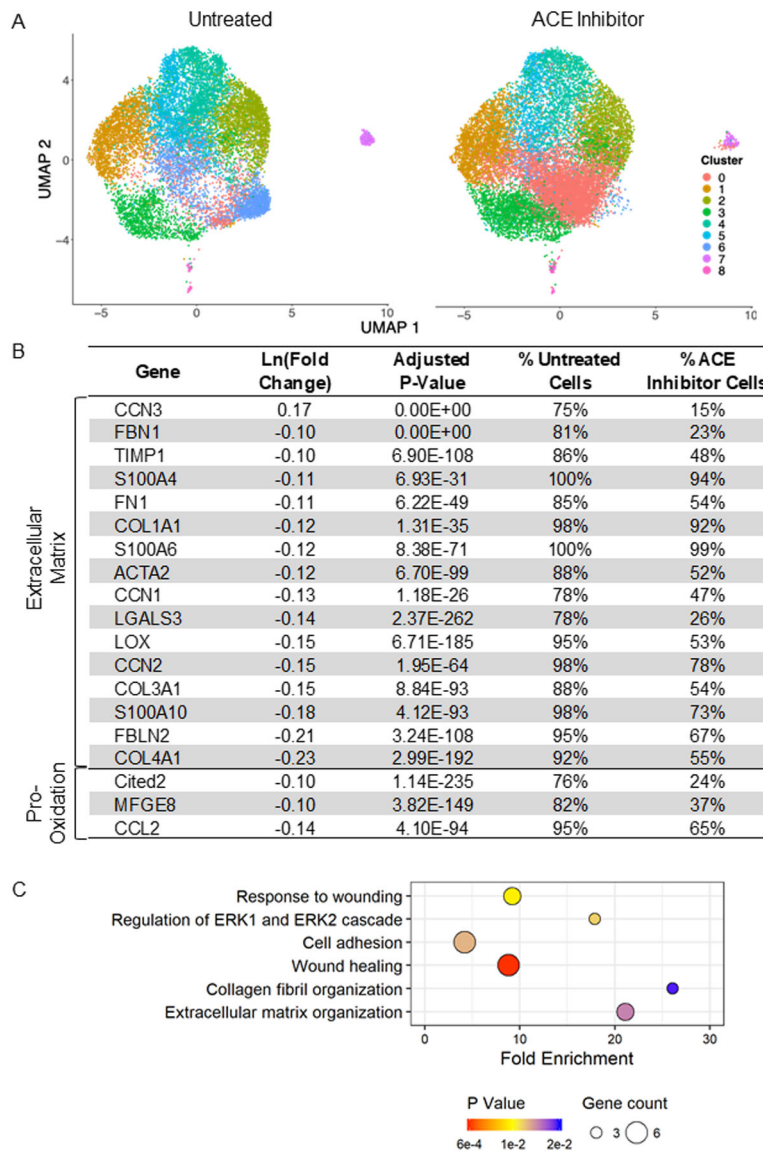 A
Untreated
ACE Inhibitor
UMAP 2
4
0
−4
−5
0
5
10
−5
0
5
10
UMAP 1
Cluster
0
1
2
3
4
5
6
7
8
B
Gene Ln(Fold Change) Adjusted P-Value % Untreated Cells % ACE Inhibitor Cells
Extracellular Matrix
CCN3 0.17 0.00E+00 75% 15%
FBN1 -0.10 0.00E+00 81% 23%
TIMP1 -0.10 6.90E-108 86% 48%
S100A4 -0.11 6.93E-31 100% 94%
FN1 -0.11 6.22E-49 85% 54%
COL1A1 -0.12 1.31E-35 98% 92%
S100A6 -0.12 8.38E-71 100% 99%
ACTA2 -0.12 6.70E-99 88% 52%
CCN1 -0.13 1.18E-26 78% 47%
LGALS3 -0.14 2.37E-262 78% 26%
LOX -0.15 6.71E-185 95% 53%
CCN2 -0.15 1.95E-64 98% 78%
COL3A1 -0.15 8.84E-93 88% 54%
S100A10 -0.18 4.12E-93 98% 73%
FBLN2 -0.21 3.24E-108 95% 67%
COL4A1 -0.23 2.99E-192 92% 55%
Pro-Oxidation
Cited2 -0.10 1.14E-235 76% 24%
MFGE8 -0.10 3.82E-149 82% 37%
CCL2 -0.14 4.10E-94 95% 65%
C
Response to wounding
Regulation of ERK1 and ERK2 cascade
Cell adhesion
Wound healing
Collagen fibril organization
Extracellular matrix organization
0 10 20 30
Fold Enrichment
P Value
6e-4 1e-2 2e-2
Gene count
3 6